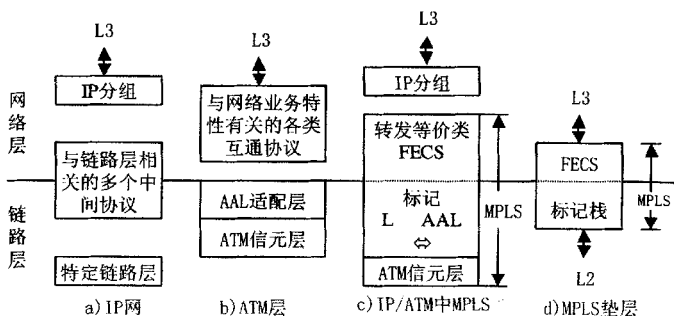 网络层
链路层
L3
IP分组
与链路层相
关的多个中
间协议
特定链路层
a)IP网
L3
与网络业务特
性有关的各类
互通协议
AAL适配层
ATM信元层
b)ATM层
L3
IP分组
转发等价类
FECS
标记
L AAL
⇔
ATM信元层
MPLS
c)IP/ATM中MPLS
L3
FECS
标记栈
MPLS
L2
d)MPLS垫层